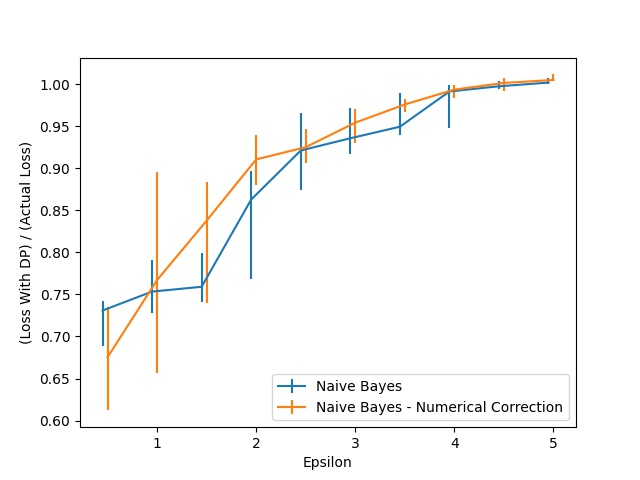 1.00
0.95
0.90
0.85
0.80
0.75
0.70
0.65
0.60
(Loss With DP) / (Actual Loss)
Naive Bayes
Naive Bayes - Numerical Correction
1 2 3 4 5
Epsilon